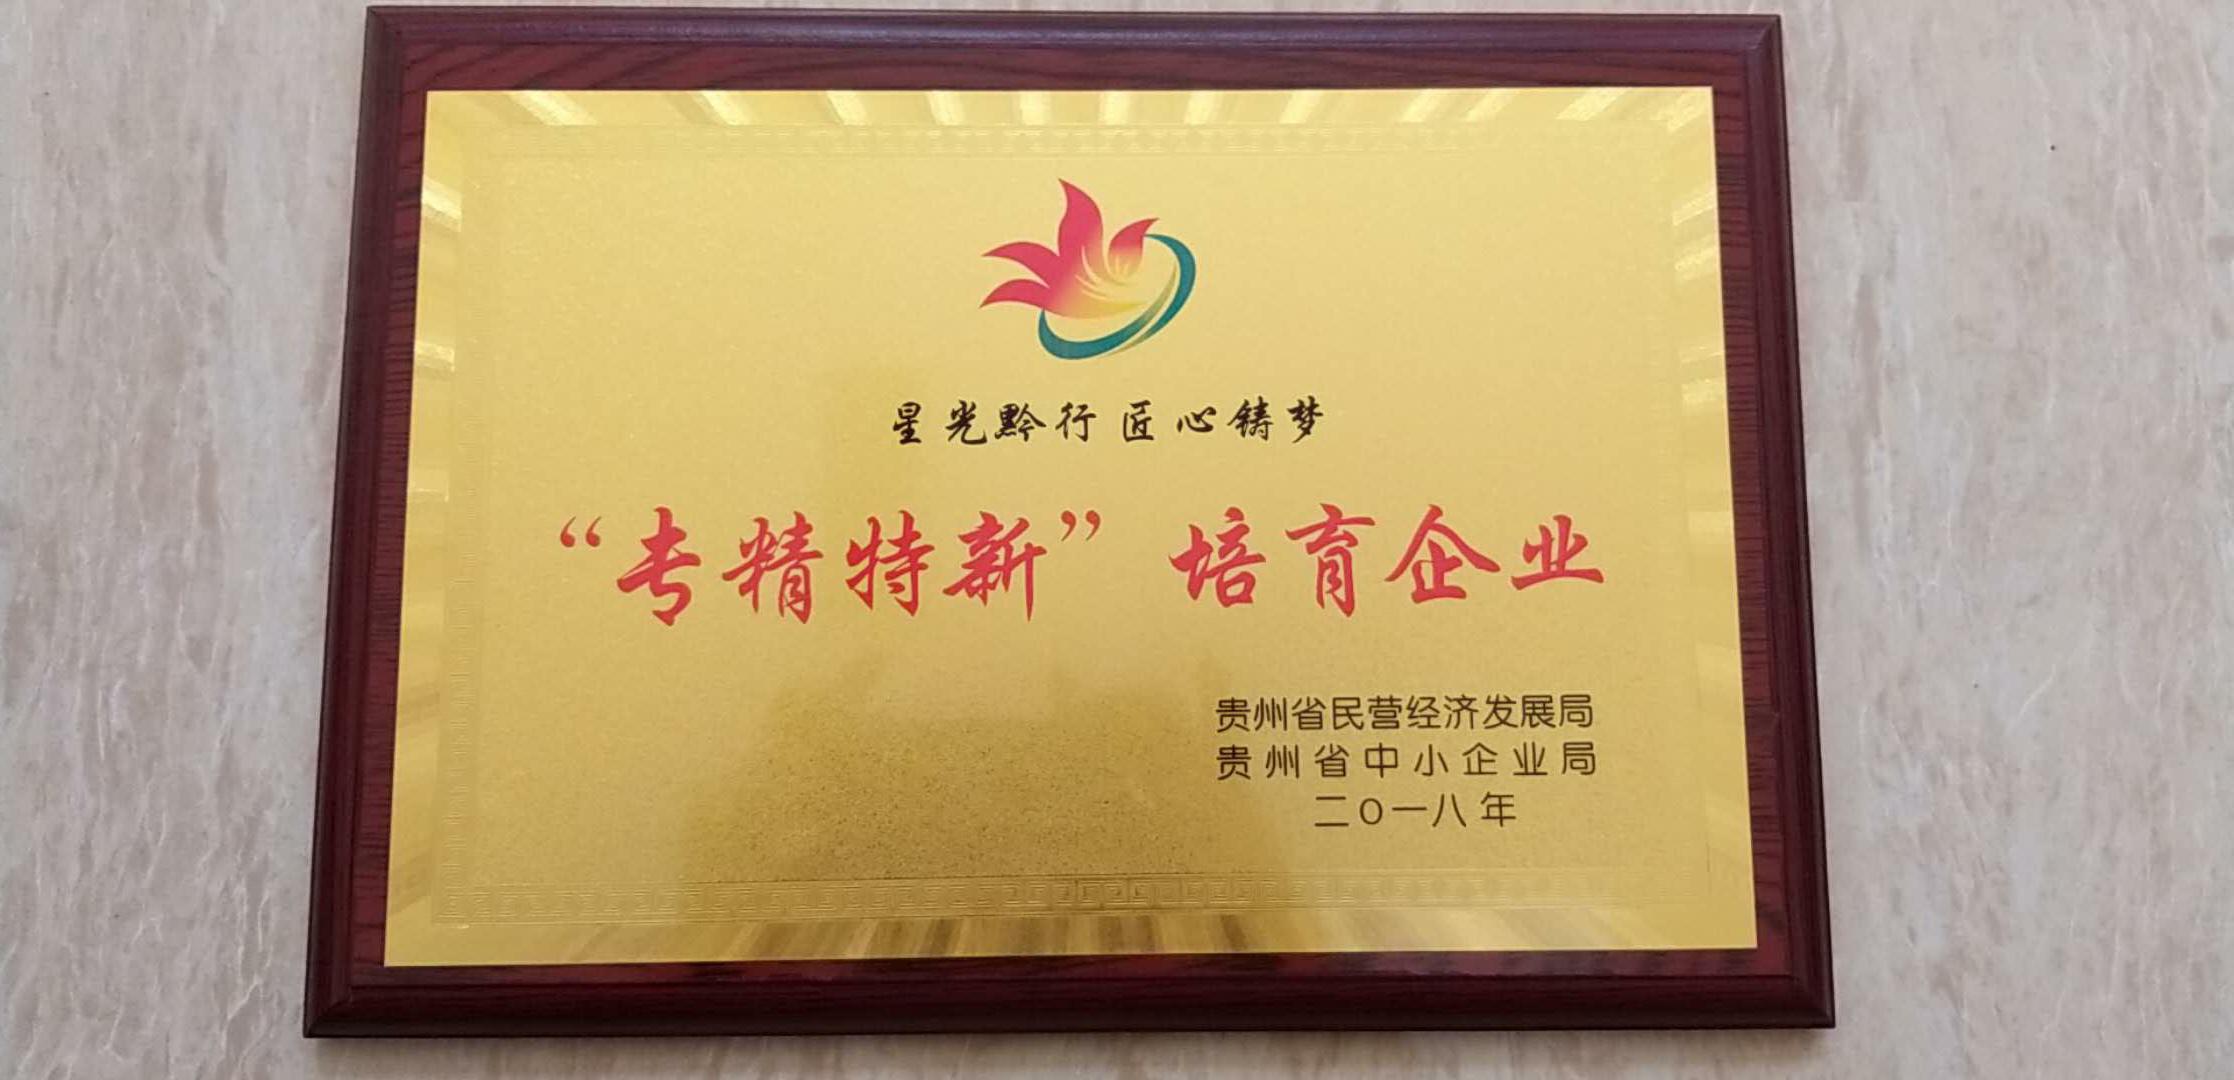 星光黔行 匠心铸梦
“专精特新”培育企业
贵州省民营经济发展局
贵州省中小企业局
二0一八年